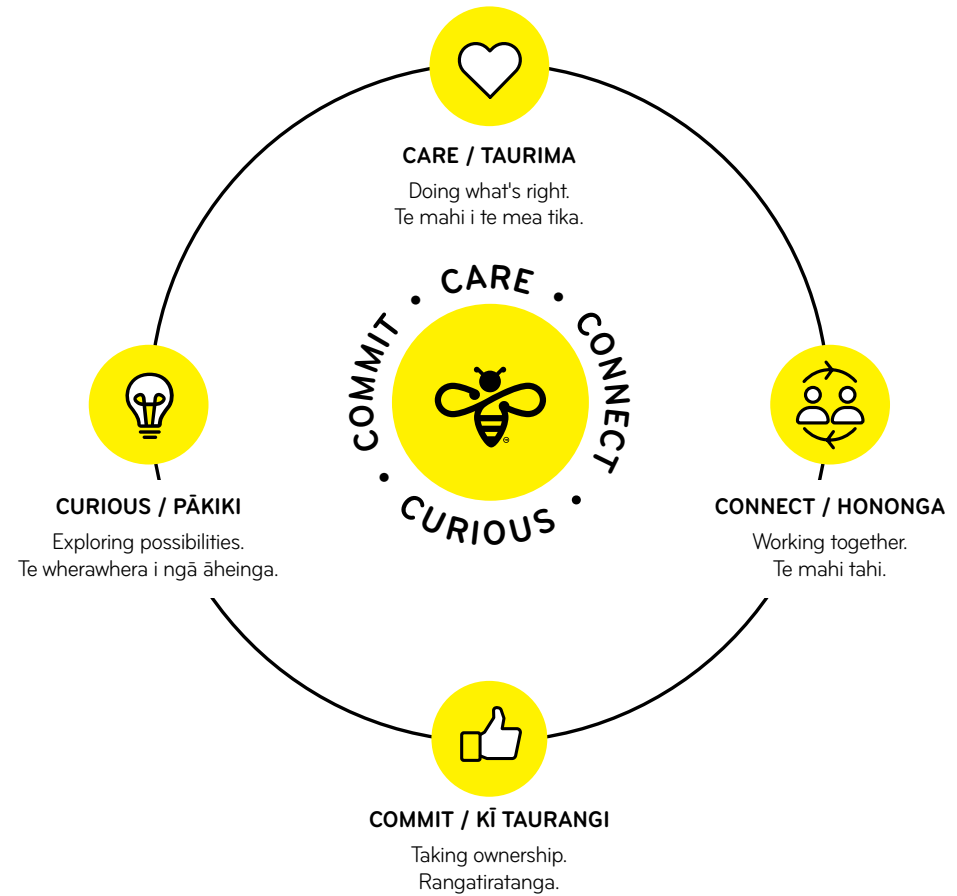 CARE / TAURIMA
Doing what's right.
Te mahi i te mea tika.
CARE • CONNECT • CURIOUS • COMMIT •
CURIOUS / PĀKIKI
Exploring possibilities.
Te wherawhera i ngā āheinga.
CONNECT / HONONGA
Working together.
Te mahi tahi.
COMMIT / KĪ TAURANGI
Taking ownership.
Rangatiratanga.